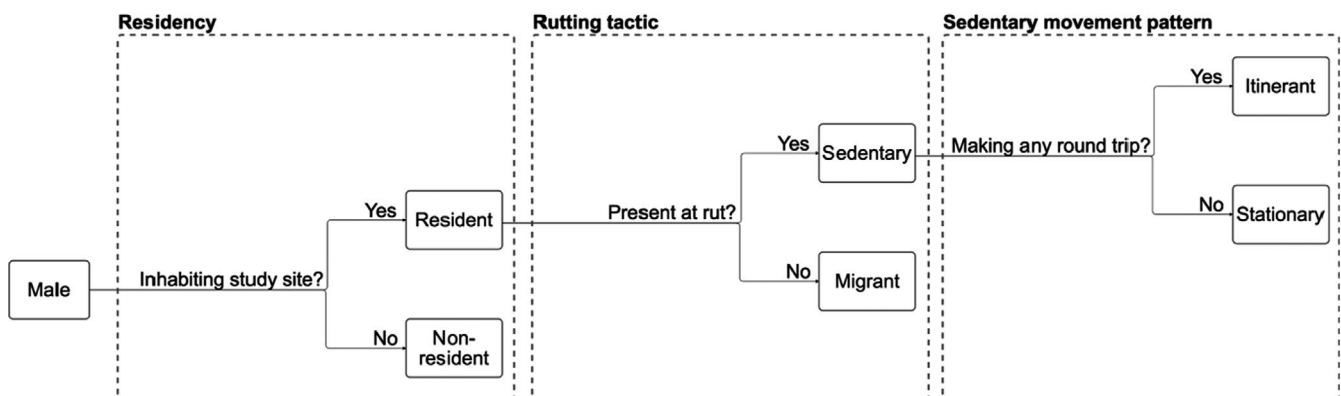 Residency
Rutting tactic
Sedentary movement pattern
Male
Inhabiting study site?
Yes
Resident
No
Non-
resident
Present at rut?
Yes
Sedentary
No
Migrant
Making any round trip?
Yes
Itinerant
No
Stationary